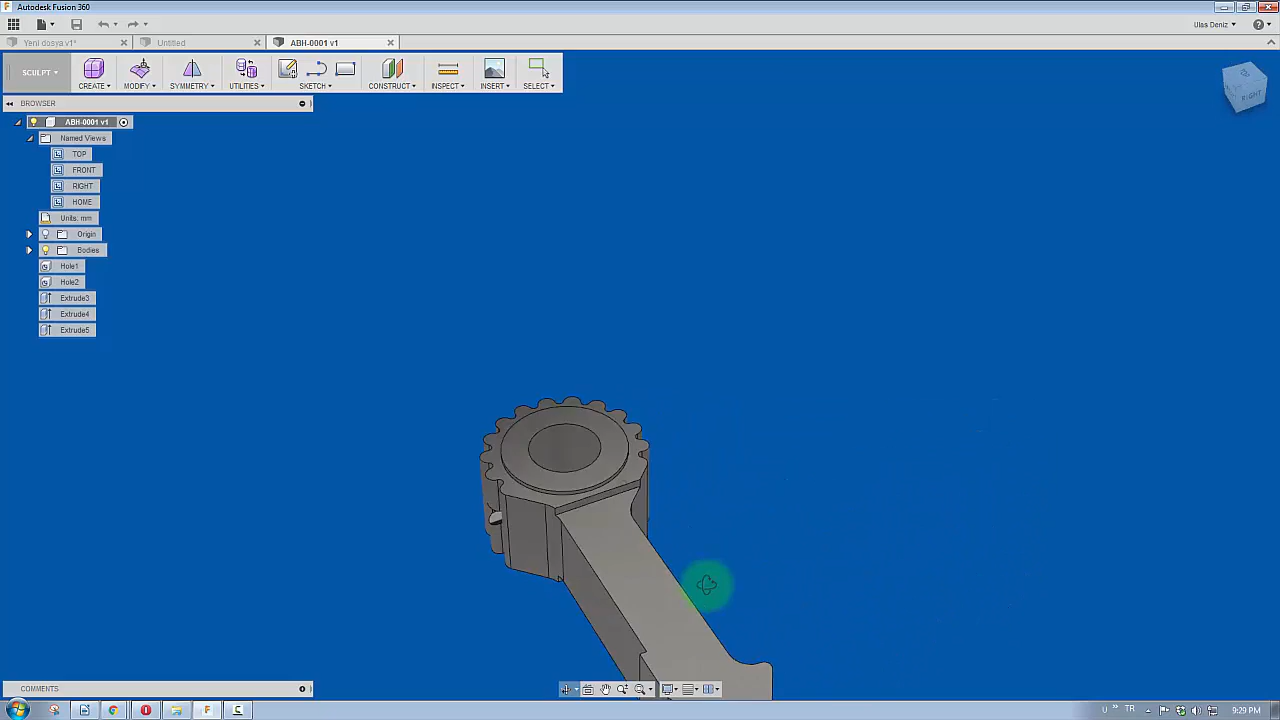 Autodesk Fusion 360
Ulas Deniz
Yeni dosya v1*
Untitled
ABH-0001 v1
SCULPT
CREATE
MODIFY
SYMMETRY
UTILITIES
SKETCH
CONSTRUCT
INSPECT
INSERT
SELECT
BROWSER
ABH-0001 v1
Named Views
TOP
FRONT
RIGHT
HOME
Units: mm
Origin
Bodies
Hole1
Hole2
Extrude3
Extrude4
Extrude5
RIGHT
COMMENTS
U
TR
9:29 PM